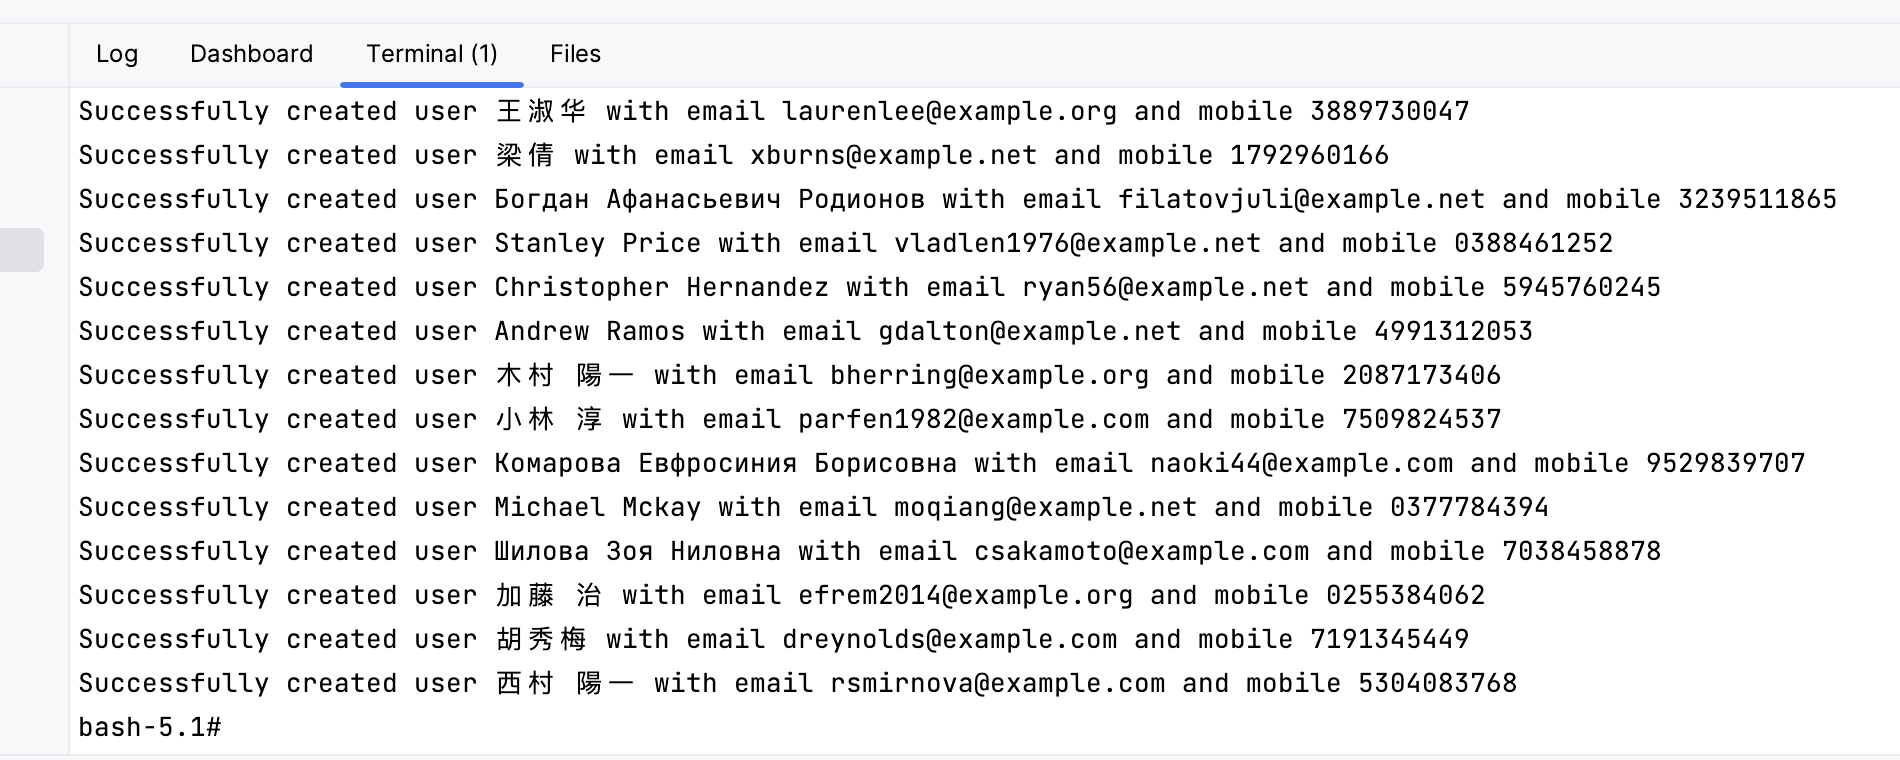 Log Dashboard Terminal (1) Files
Successfully created user 王淑华 with email laurenlee@example.org and mobile 3889730047
Successfully created user 梁倩 with email xburns@example.net and mobile 1792960166
Successfully created user Богдан Афанасьевич Родионов with email filatovjuli@example.net and mobile 3239511865
Successfully created user Stanley Price with email vladlen1976@example.net and mobile 0388461252
Successfully created user Christopher Hernandez with email ryan56@example.net and mobile 5945760245
Successfully created user Andrew Ramos with email gdalton@example.net and mobile 4991312053
Successfully created user 木村 陽一 with email bherring@example.org and mobile 2087173406
Successfully created user 小林 淳 with email parfen1982@example.com and mobile 7509824537
Successfully created user Комарова Евфросиния Борисовна with email naoki44@example.com and mobile 9529839707
Successfully created user Michael Mckay with email moqiang@example.net and mobile 0377784394
Successfully created user Шилова Зоя Ниловна with email csakamoto@example.com and mobile 7038458878
Successfully created user 加藤 治 with email efrem2014@example.org and mobile 0255384062
Successfully created user 胡秀梅 with email dreynolds@example.com and mobile 7191345449
Successfully created user 西村 陽一 with email rsmirnova@example.com and mobile 5304083768
bash-5.1#